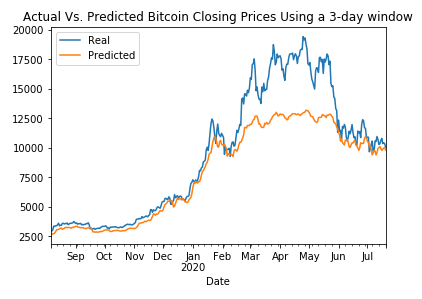 Actual Vs. Predicted Bitcoin Closing Prices Using a 3-day window
Real
Predicted
20000
17500
15000
12500
10000
7500
5000
2500
Sep Oct Nov Dec Jan Feb Mar Apr May Jun Jul
2020
Date